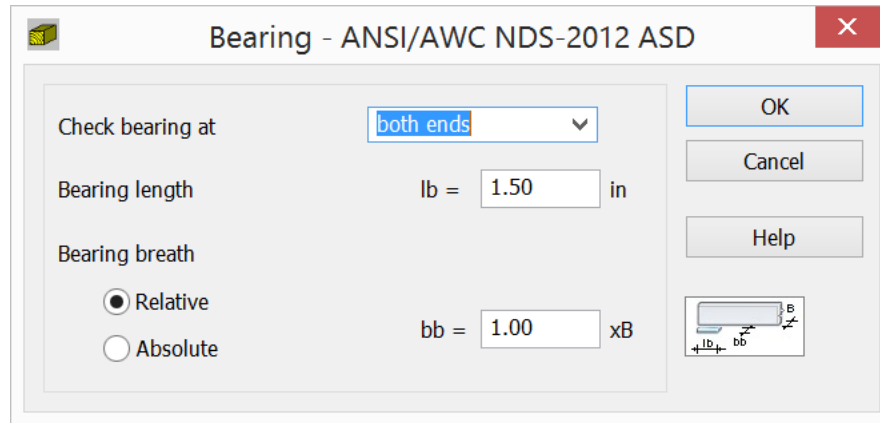 Bearing - ANSI/AWC NDS-2012 ASD
Check bearing at both ends
OK
Cancel
Bearing length lb = 1.50 in
Help
Bearing breath
Relative
Absolute
bb = 1.00 xB
B
lb bb